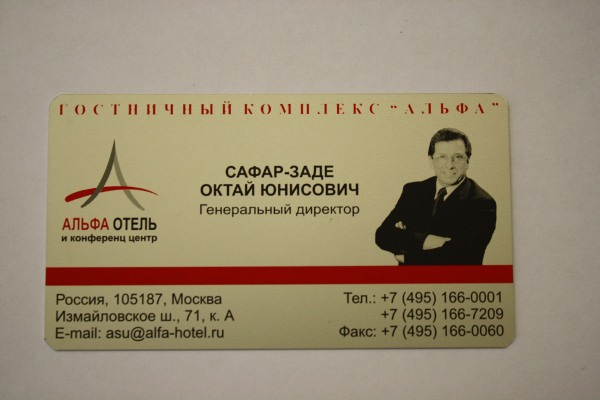 ГОСТНИЧНЫЙ КОМПЛЕКС "АЛЬФА"
АЛЬФА ОТЕЛЬ
и конференц центр
САФАР-ЗАДЕ
ОКТАЙ ЮНИСОВИЧ
Генеральный директор
Россия, 105187, Москва
Измайловское ш., 71, к. А
E-mail: asu@alfa-hotel.ru
Тел.: +7 (495) 166-0001
+7 (495) 166-7209
Факс: +7 (495) 166-0060